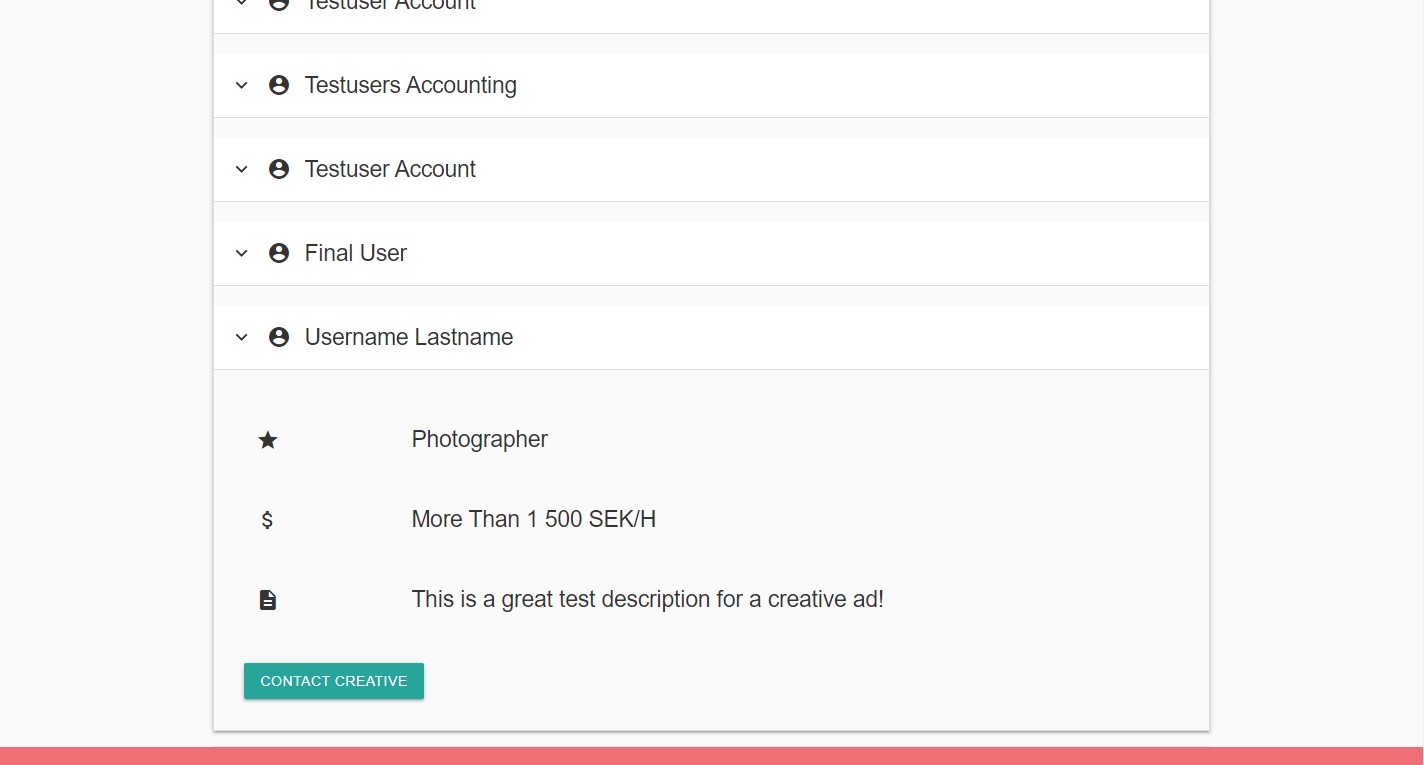 Testuser Account
Testusers Accounting
Testuser Account
Final User
Username Lastname
Photographer
More Than 1 500 SEK/H
This is a great test description for a creative ad!
CONTACT CREATIVE